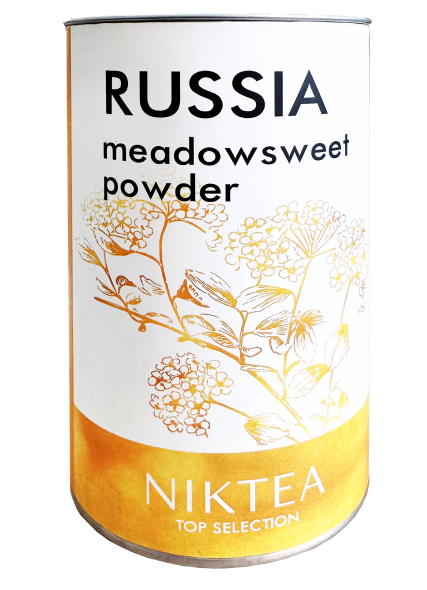 RUSSIA
meadowsweet
powder
NIKTEA
TOP SELECTION